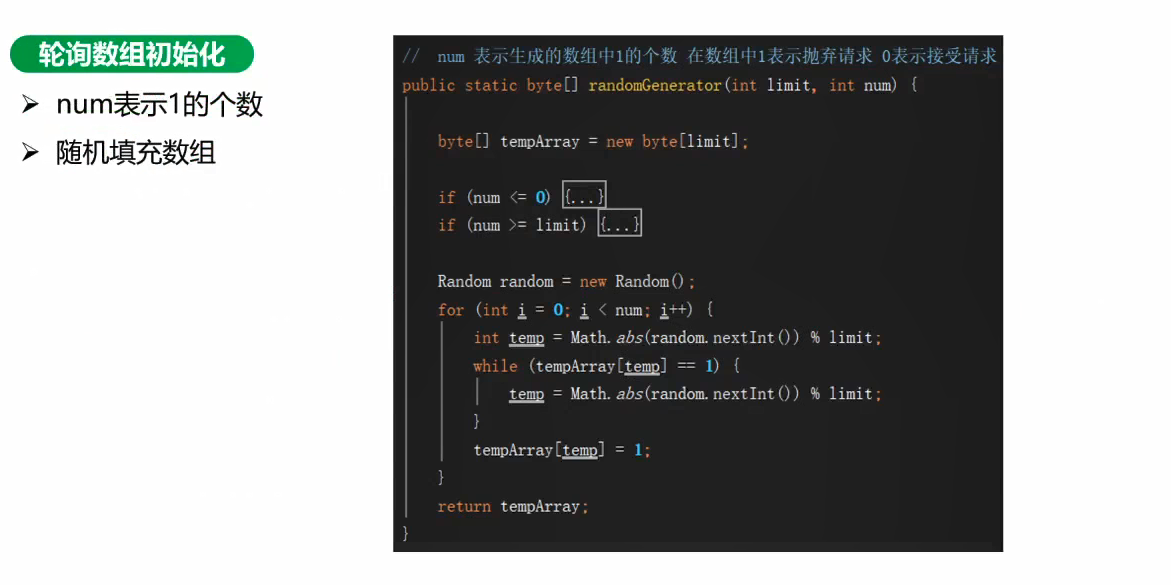 轮询数组初始化
➢ num表示1的个数
➢ 随机填充数组
// num 表示生成的数组中1的个数 在数组中1表示抛弃请求 0表示接受请求
public static byte[] randomGenerator(int limit, int num) {
byte[] tempArray = new byte[limit];
if (num <= 0) {...}
if (num >= limit) {...}
Random random = new Random();
for (int i = 0; i < num; i++) {
int temp = Math.abs(random.nextInt()) % limit;
while (tempArray[temp] == 1) {
temp = Math.abs(random.nextInt()) % limit;
}
tempArray[temp] = 1;
}
return tempArray;
}